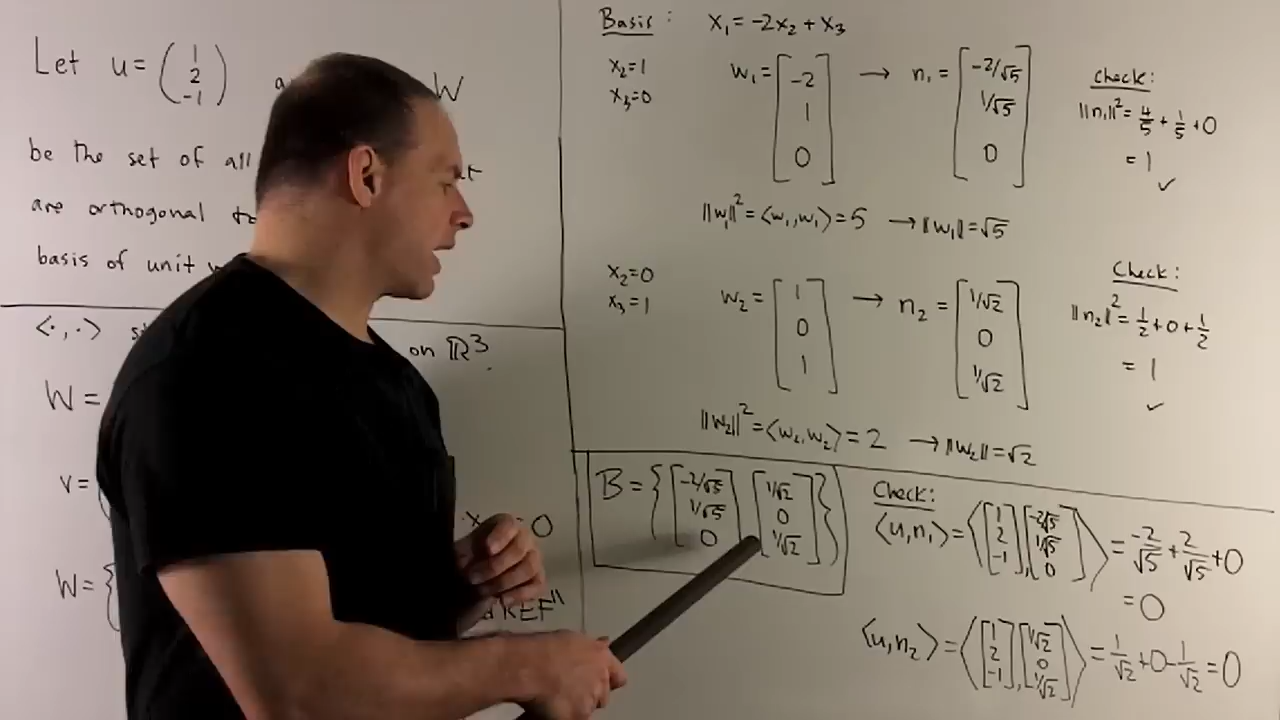 Let u = (1 2 -1) a W
be the set of all
are orthogonal
basis of unit
<·,·> on ℝ³.
W =
v =
x 0
W = {
RREF"
Basis: x₁ = -2x₂ + x₃
x₂=1
x₃=0
w₁ = [-2 1 0] → n₁ = [-2/√5 1/√5 0]
Check:
||n₁||² = 4/5 + 1/5 + 0
= 1 ✓
||w₁||² = <w₁,w₁> = 5 → ||w₁|| = √5
x₂=0
x₃=1
w₂ = [1 0 1] → n₂ = [1/√2 0 1/√2]
Check:
||n₂||² = 1/2 + 0 + 1/2
= 1 ✓
||w₂||² = <w₂,w₂> = 2 → ||w₂|| = √2
B = {[-2/√5 1/√5 0] [1/√2 0 1/√2]}
Check:
<u,n₁> = <[1 2 -1], [-2/√5 1/√5 0]> = -2/√5 + 2/√5 + 0
= 0
<u,n₂> = <[1 2 -1], [1/√2 0 1/√2]> = 1/√2 + 0 - 1/√2 = 0